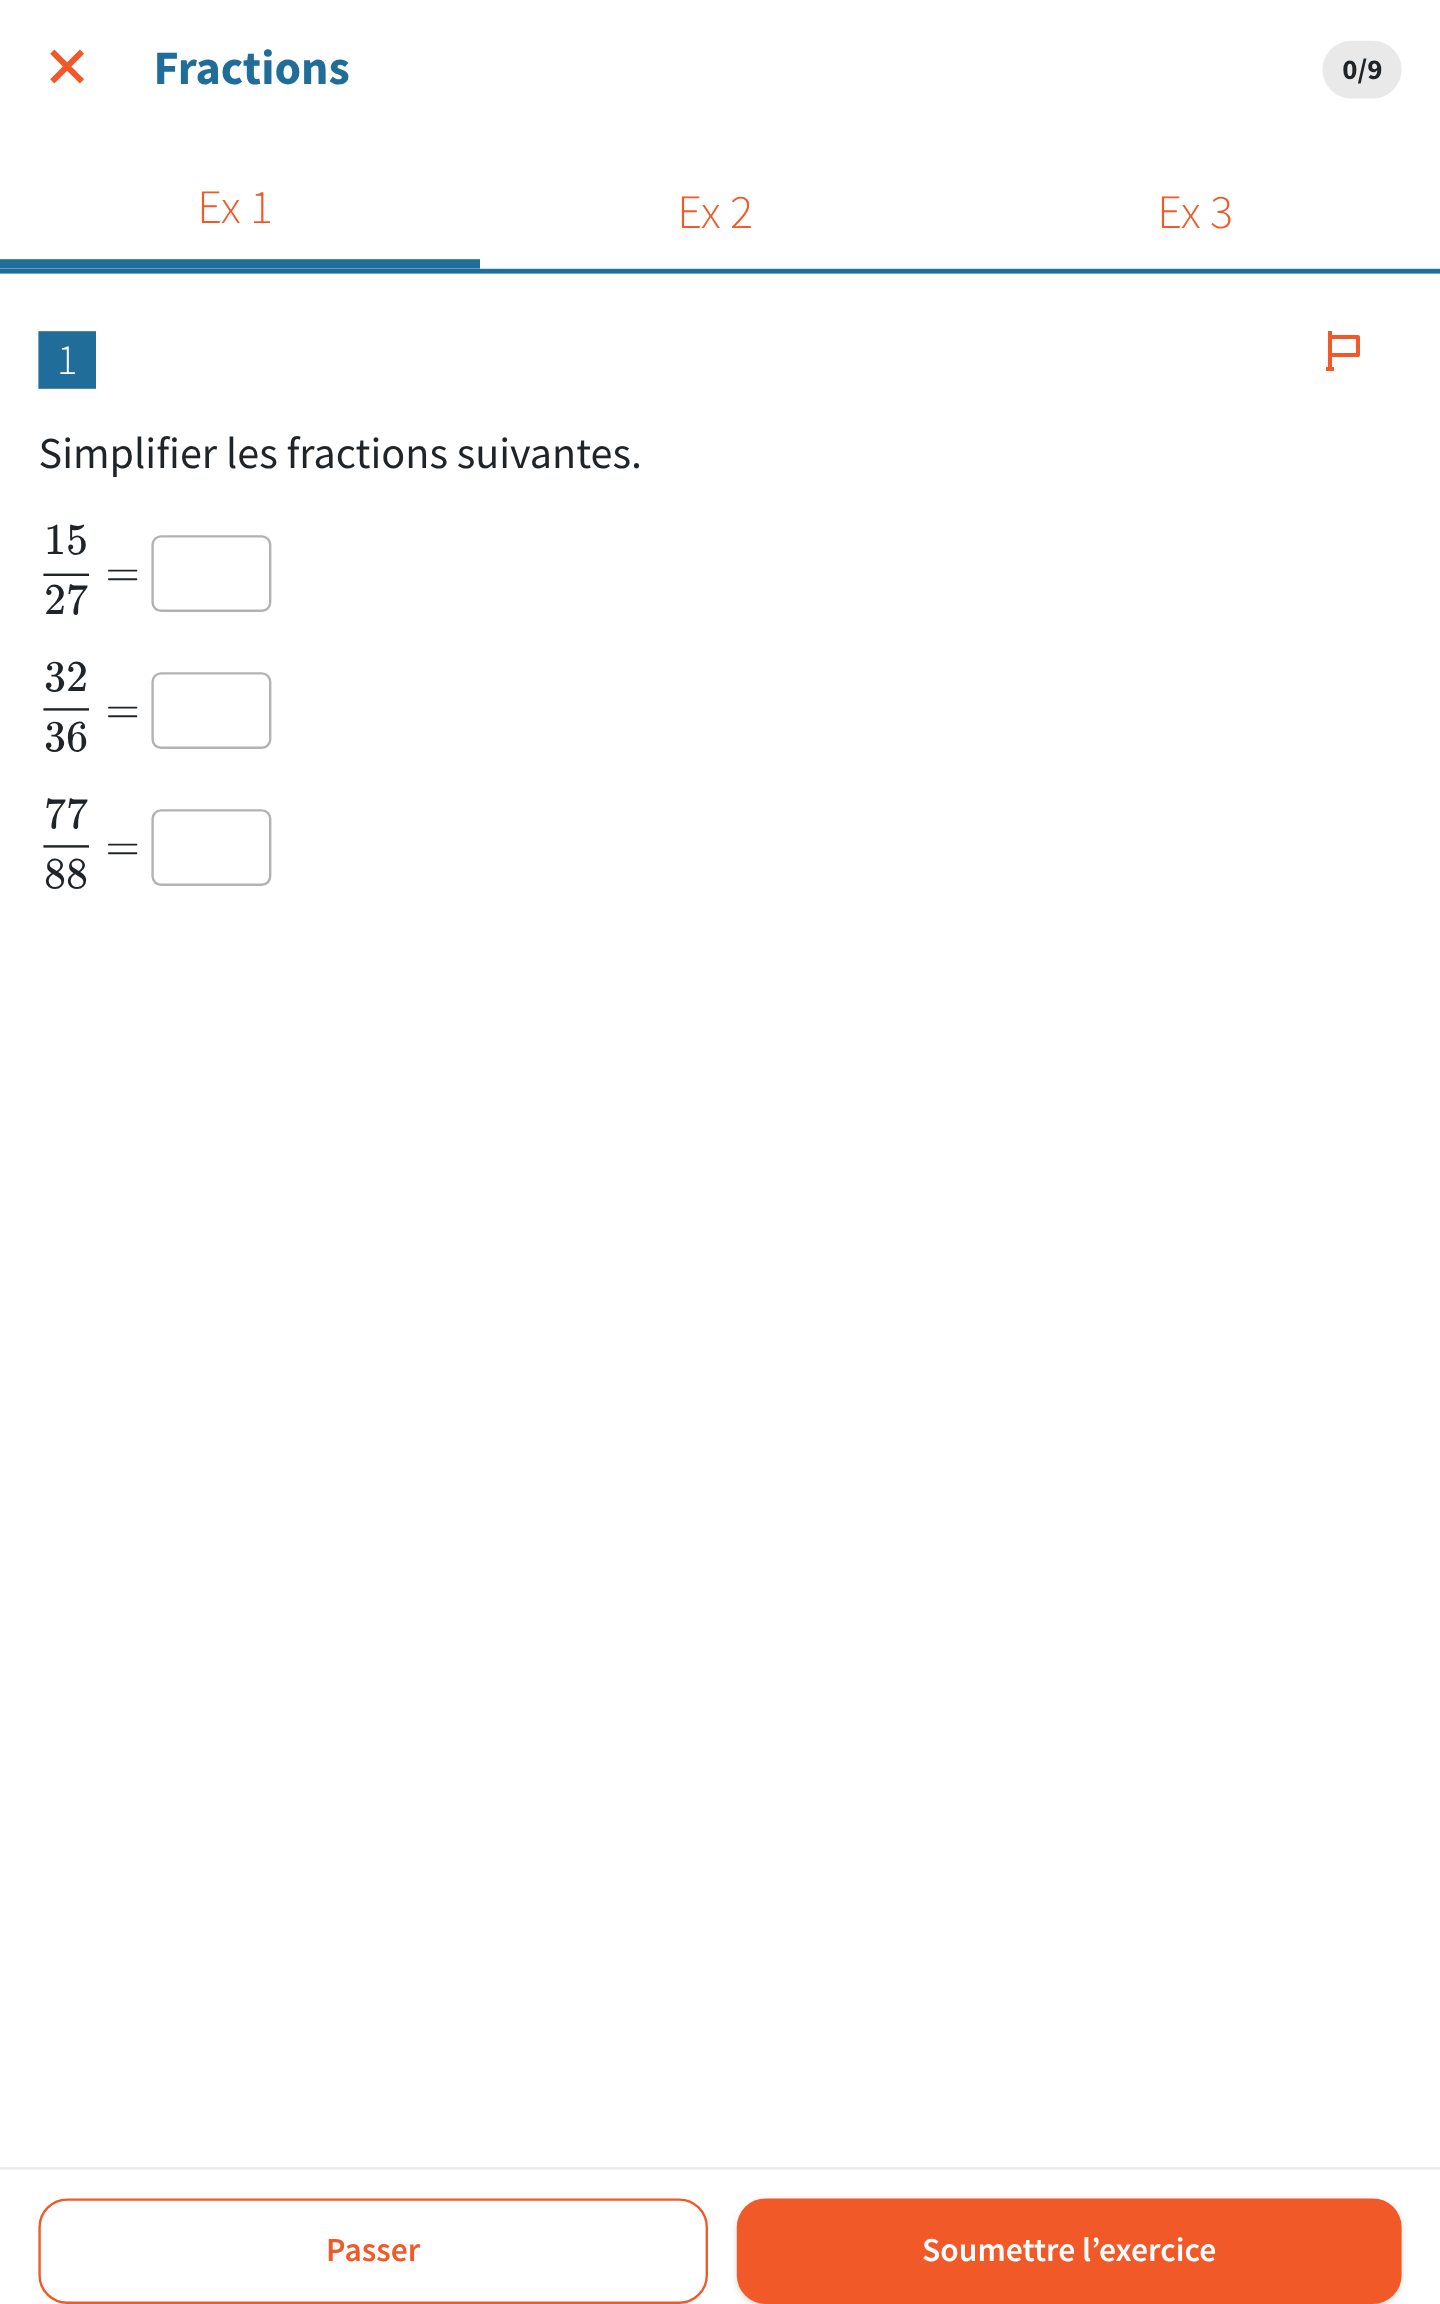 Fractions
0/9
Ex 1 Ex 2 Ex 3
1
Simplifier les fractions suivantes.
15/27 =
32/36 =
77/88 =
Passer Soumettre l’exercice